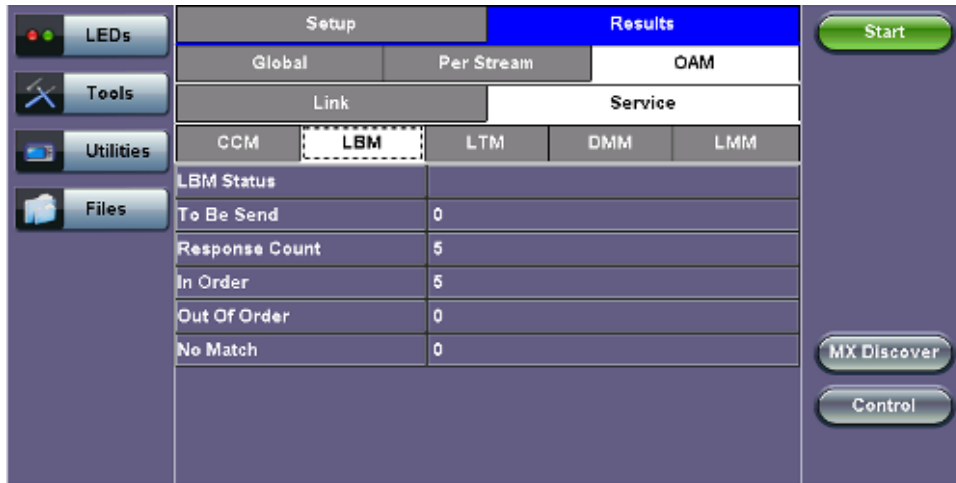 LEDs
Tools
Utilities
Files
Setup Results
Global Per Stream OAM
Link Service
CCM LBM LTM DMM LMM
LBM Status
To Be Send 0
Response Count 5
In Order 5
Out Of Order 0
No Match 0
Start
MX Discover
Control